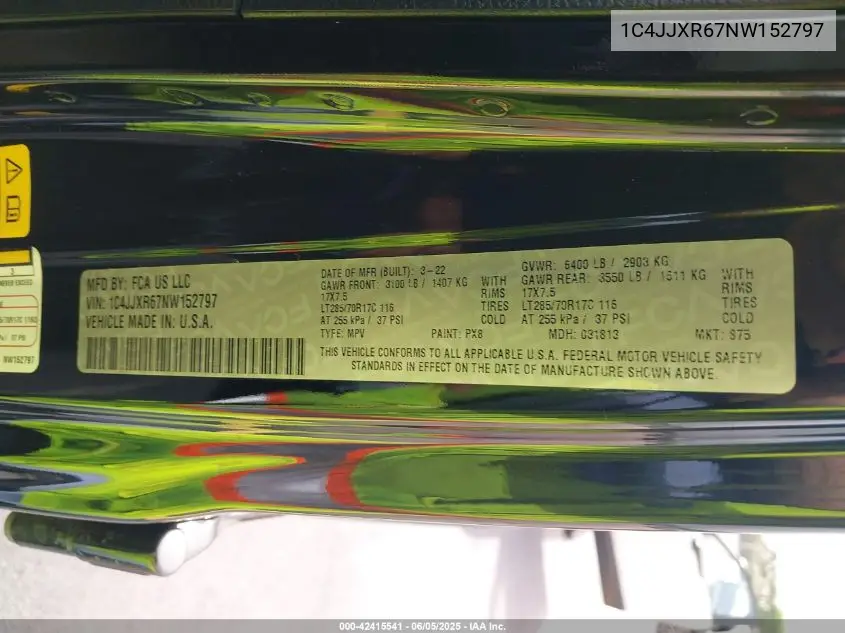 1C4JJXR67NW152797
MFD BY: FCA US LLC
VIN: 1C4JJXR67NW152797
VEHICLE MADE IN: U.S.A.
DATE OF MFR (BUILT): 3-22
GAWR FRONT: 3100 LB / 1407 KG WITH
17X7.5 RIMS
LT285/70R17C 116 TIRES
AT 255 kPa / 37 PSI COLD
GVWR: 6400 LB / 2903 KG
GAWR REAR: 3550 LB / 1611 KG WITH
17X7.5 RIMS
LT285/70R17C 116 TIRES
AT 255 kPa / 37 PSI COLD
TYPE: MPV PAINT: PX8 MDH: 031813 MKT: S75
THIS VEHICLE CONFORMS TO ALL APPLICABLE U.S.A. FEDERAL MOTOR VEHICLE SAFETY
STANDARDS IN EFFECT ON THE DATE OF MANUFACTURE SHOWN ABOVE.
3
NEVER EXCEED
NW152797
000-42415541 - 06/05/2025 - IAA Inc.